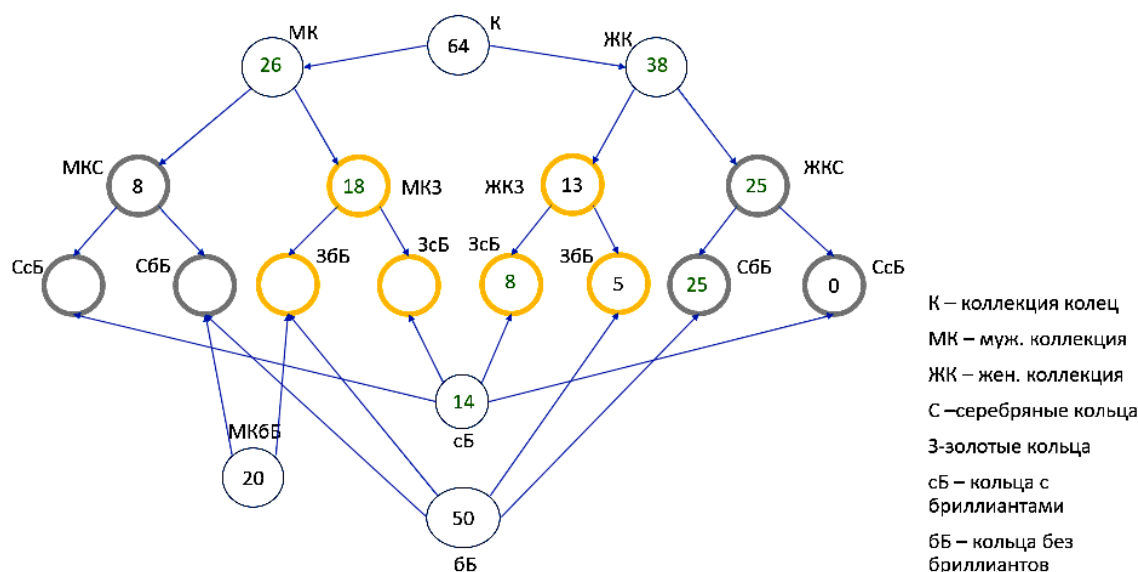 К
64
МК
26
ЖК
38
МКС
8
18
МКЗ
ЖКЗ
13
25
ЖКС
СсБ
СбБ
ЗбБ
ЗсБ
ЗсБ
8
ЗбБ
5
СбБ
25
СсБ
0
14
сБ
МКбБ
20
50
бБ
К – коллекция колец
МК – муж. коллекция
ЖК – жен. коллекция
С –серебряные кольца
З-золотые кольца
сБ – кольца с
бриллиантами
бБ – кольца без
бриллиантов